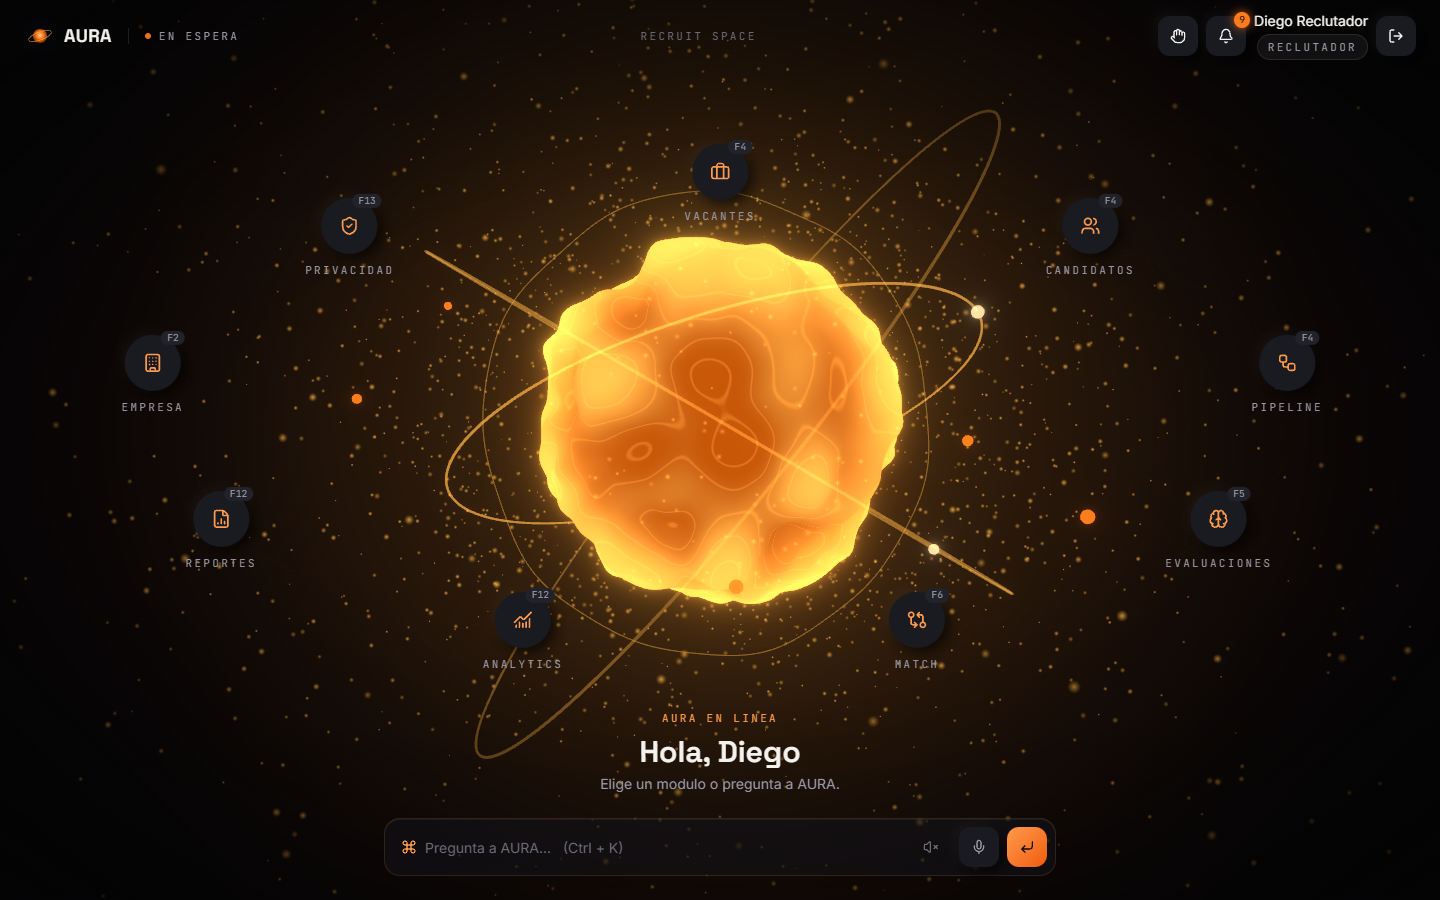 AURA
EN ESPERA
RECRUIT SPACE
9
Diego Reclutador
RECLUTADOR
F4
VACANTES
F13
PRIVACIDAD
F4
CANDIDATOS
F2
EMPRESA
F4
PIPELINE
F12
REPORTES
F5
EVALUACIONES
F12
ANALYTICS
F6
MATCH
AURA EN LINEA
Hola, Diego
Elige un modulo o pregunta a AURA.
⌘ Pregunta a AURA... (Ctrl + K)